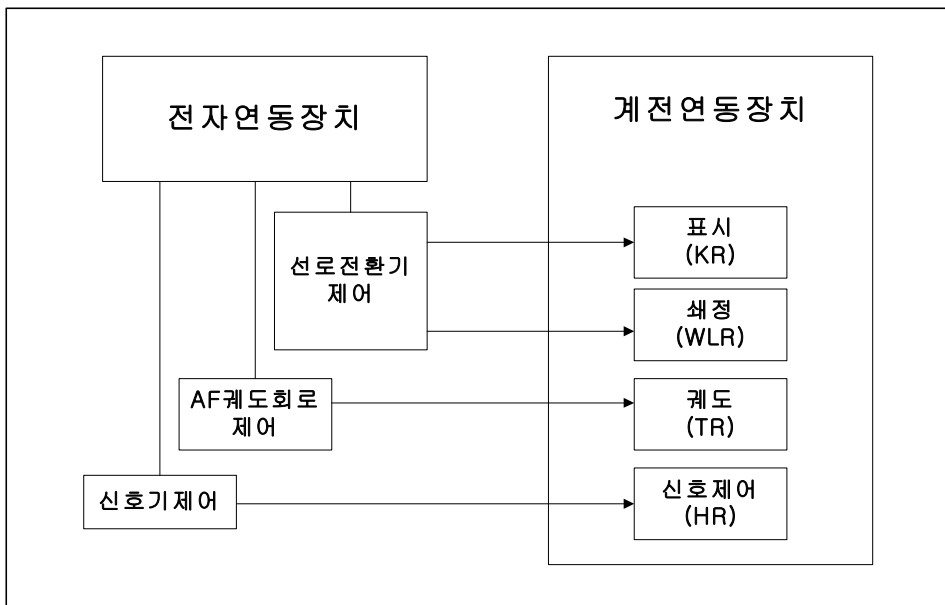 전자연동장치
계전연동장치
선로전환기
제어
표시
(KR)
쇄정
(WLR)
AF궤도회로
제어
궤도
(TR)
신호기제어
신호제어
(HR)